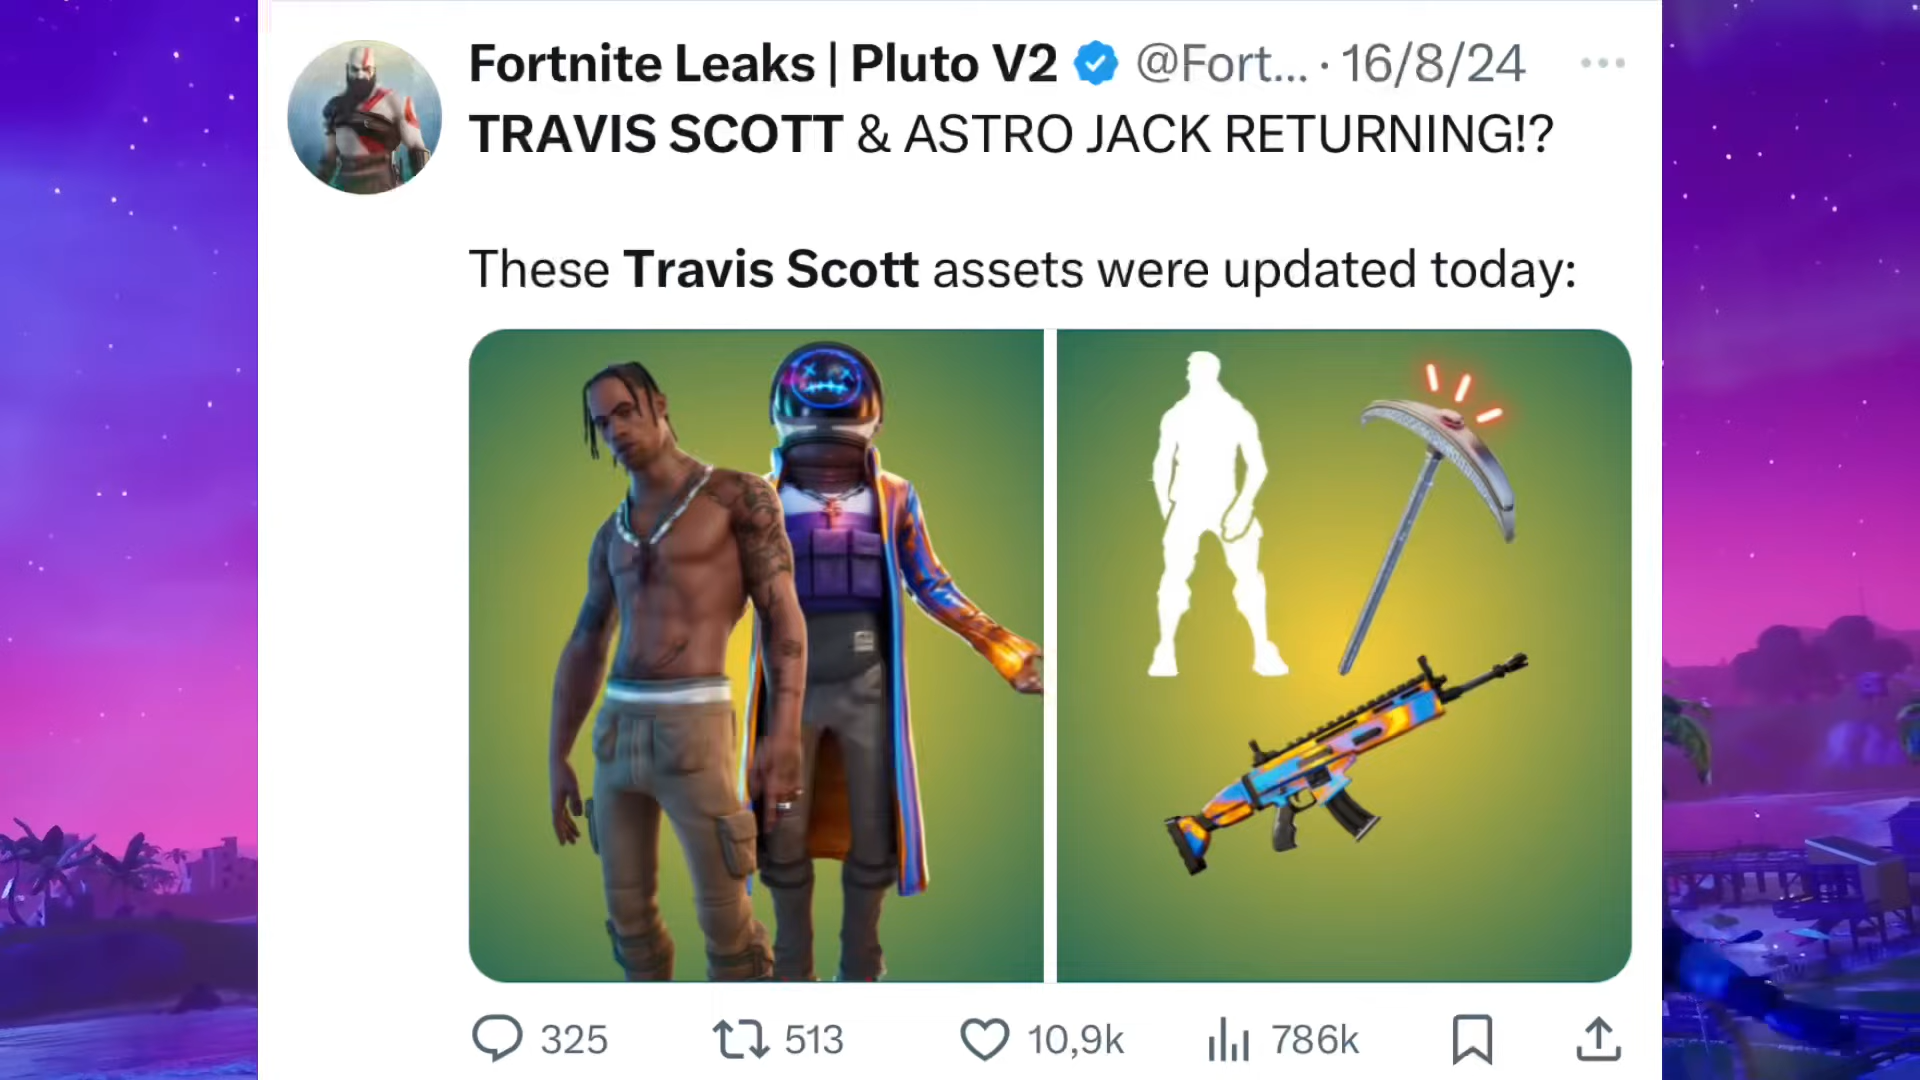 Fortnite Leaks | Pluto V2 @Fort... · 16/8/24
TRAVIS SCOTT & ASTRO JACK RETURNING!?
These Travis Scott assets were updated today:
325 513 10,9k 786k